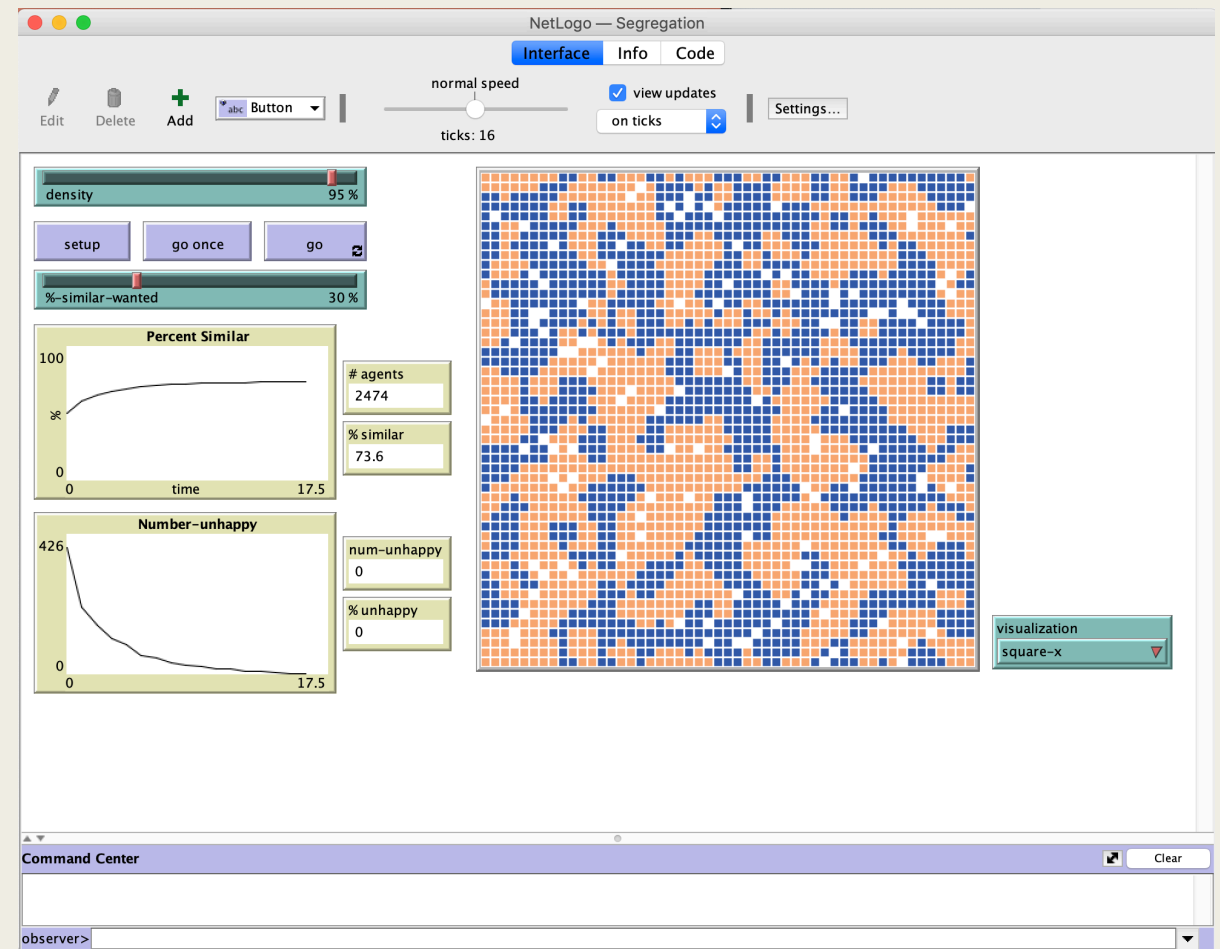 NetLogo — Segregation
Interface Info Code
Edit Delete Add abc Button normal speed view updates Settings...
on ticks
ticks: 16
density 95 %
setup go once go
%-similar-wanted 30 %
Percent Similar
100
%
0
0 time 17.5
# agents
2474
% similar
73.6
Number-unhappy
426
0
0 17.5
num-unhappy
0
% unhappy
0
visualization
square-x
Command Center Clear
observer>